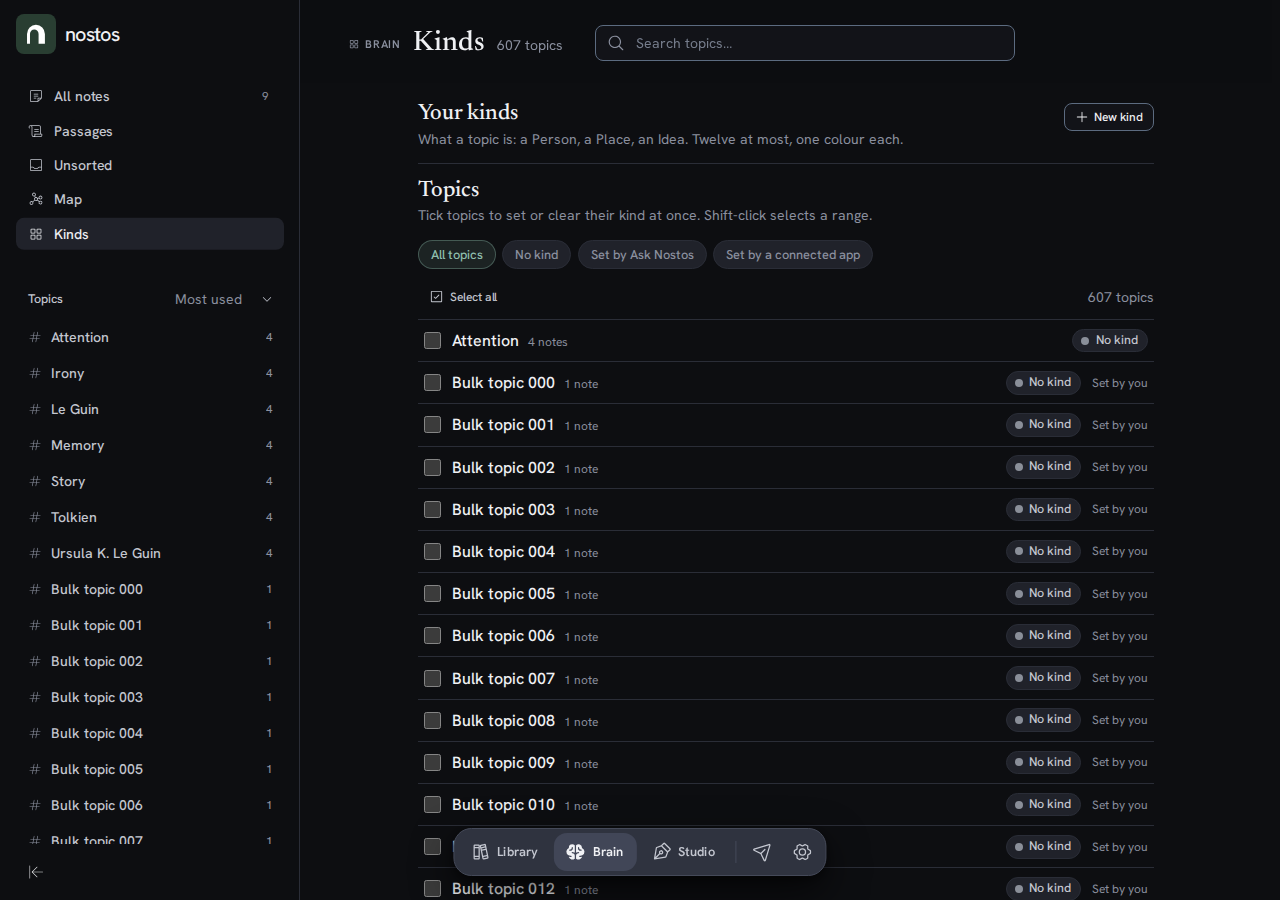 nostos
All notes 9
Passages
Unsorted
Map
Kinds
Topics Most used
# Attention 4
# Irony 4
# Le Guin 4
# Memory 4
# Story 4
# Tolkien 4
# Ursula K. Le Guin 4
# Bulk topic 000 1
# Bulk topic 001 1
# Bulk topic 002 1
# Bulk topic 003 1
# Bulk topic 004 1
# Bulk topic 005 1
# Bulk topic 006 1
# Bulk topic 007 1
BRAIN Kinds 607 topics Search topics...
Your kinds
What a topic is: a Person, a Place, an Idea. Twelve at most, one colour each.
New kind
Topics
Tick topics to set or clear their kind at once. Shift-click selects a range.
All topics No kind Set by Ask Nostos Set by a connected app
Select all 607 topics
Attention 4 notes No kind
Bulk topic 000 1 note No kind Set by you
Bulk topic 001 1 note No kind Set by you
Bulk topic 002 1 note No kind Set by you
Bulk topic 003 1 note No kind Set by you
Bulk topic 004 1 note No kind Set by you
Bulk topic 005 1 note No kind Set by you
Bulk topic 006 1 note No kind Set by you
Bulk topic 007 1 note No kind Set by you
Bulk topic 008 1 note No kind Set by you
Bulk topic 009 1 note No kind Set by you
Bulk topic 010 1 note No kind Set by you
No kind Set by you
Library Brain Studio
Bulk topic 012 1 note No kind Set by you